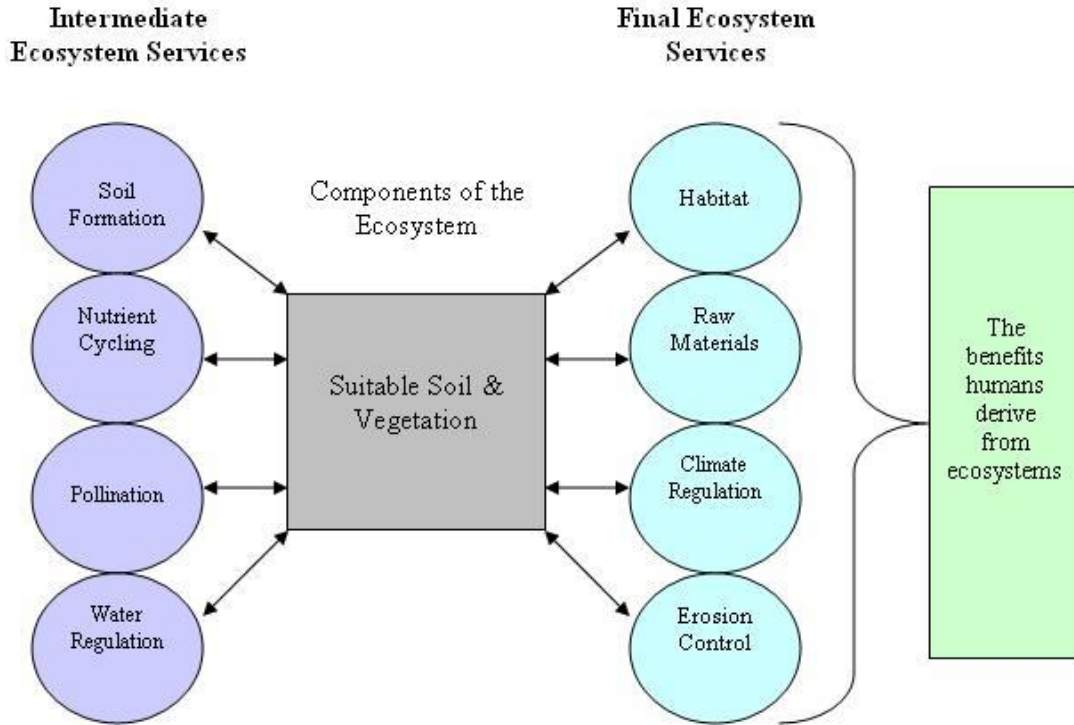 Intermediate
Ecosystem Services
Final Ecosystem
Services
Soil
Formation
Nutrient
Cycling
Pollination
Water
Regulation
Components of the
Ecosystem
Suitable Soil &
Vegetation
Habitat
Raw
Materials
Climate
Regulation
Erosion
Control
The
benefits
humans
derive
from
ecosystems